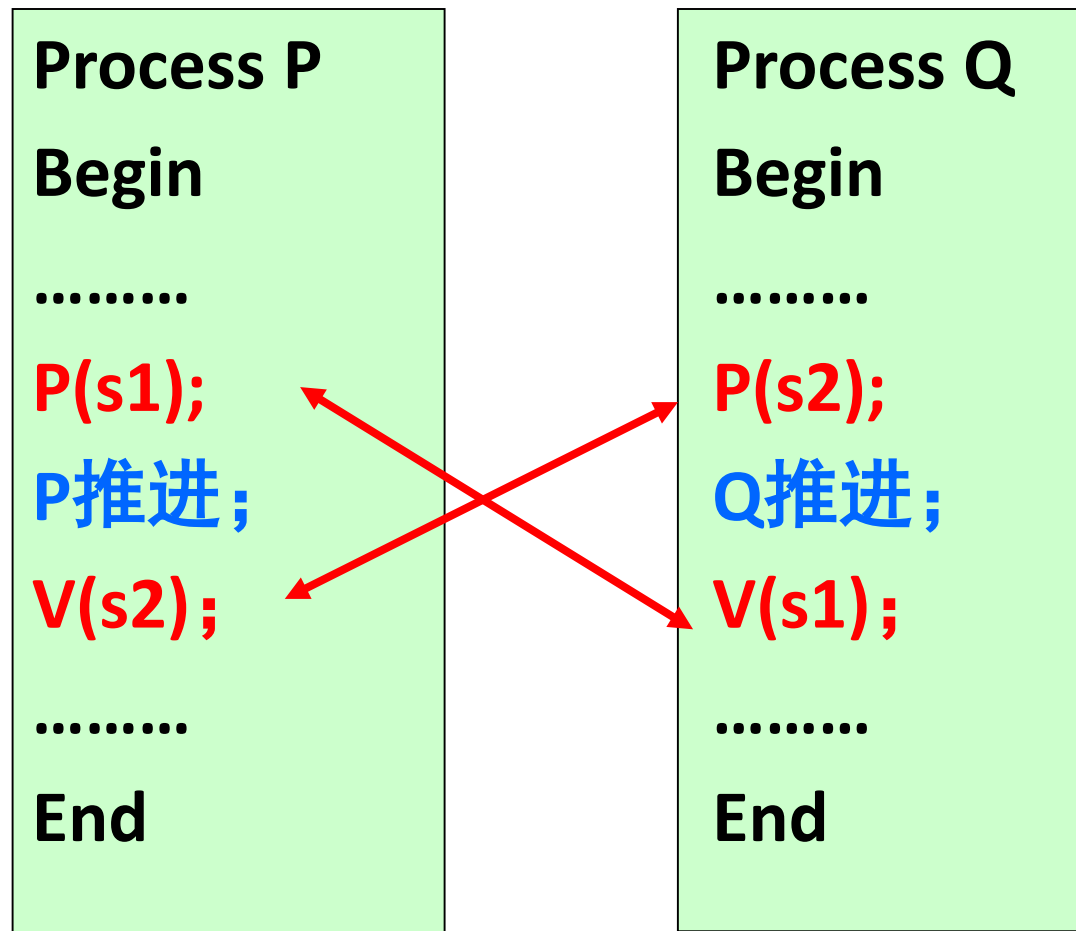 Process P
Begin
………
P(s1);
P推进；
V(s2)；
………
End
Process Q
Begin
………
P(s2);
Q推进；
V(s1)；
………
End